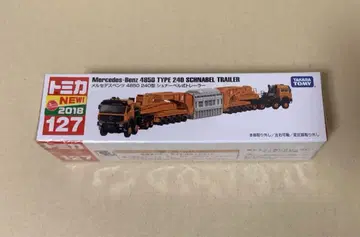 トミカ
NEW!
2018
127
Mercedes-Benz 4850 TYPE 240 SCHNABEL TRAILER
メルセデスベンツ 4850 240型 シュナーベル式トレーラー
TAKARA TOMY